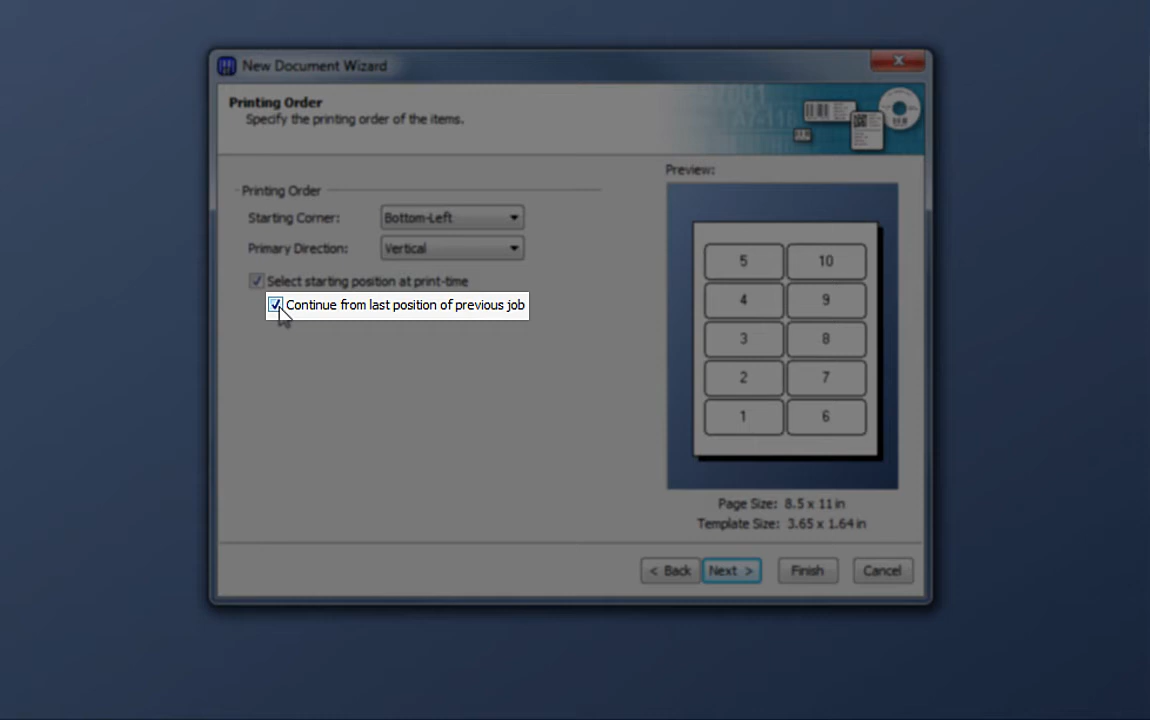 New Document Wizard
Printing Order
Specify the printing order of the items.
Printing Order
Starting Corner: Bottom-Left
Primary Direction: Vertical
Select starting position at print-time
Continue from last position of previous job
Preview:
5 10
4 9
3 8
2 7
1 6
Page Size: 8.5 x 11 in
Template Size: 3.65 x 1.64 in
< Back Next > Finish Cancel